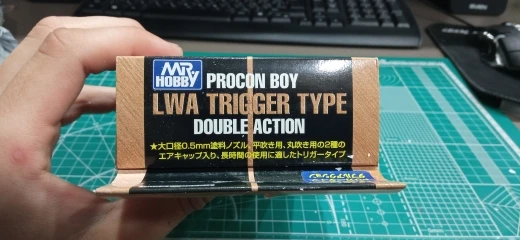 MR
HOBBY
PROCON BOY
LWA TRIGGER TYPE
DOUBLE ACTION
★大口径0.5mm塗料ノズル、平吹き用、丸吹き用の2種の
エアキャップ入り、長時間の使用に適したトリガータイプ